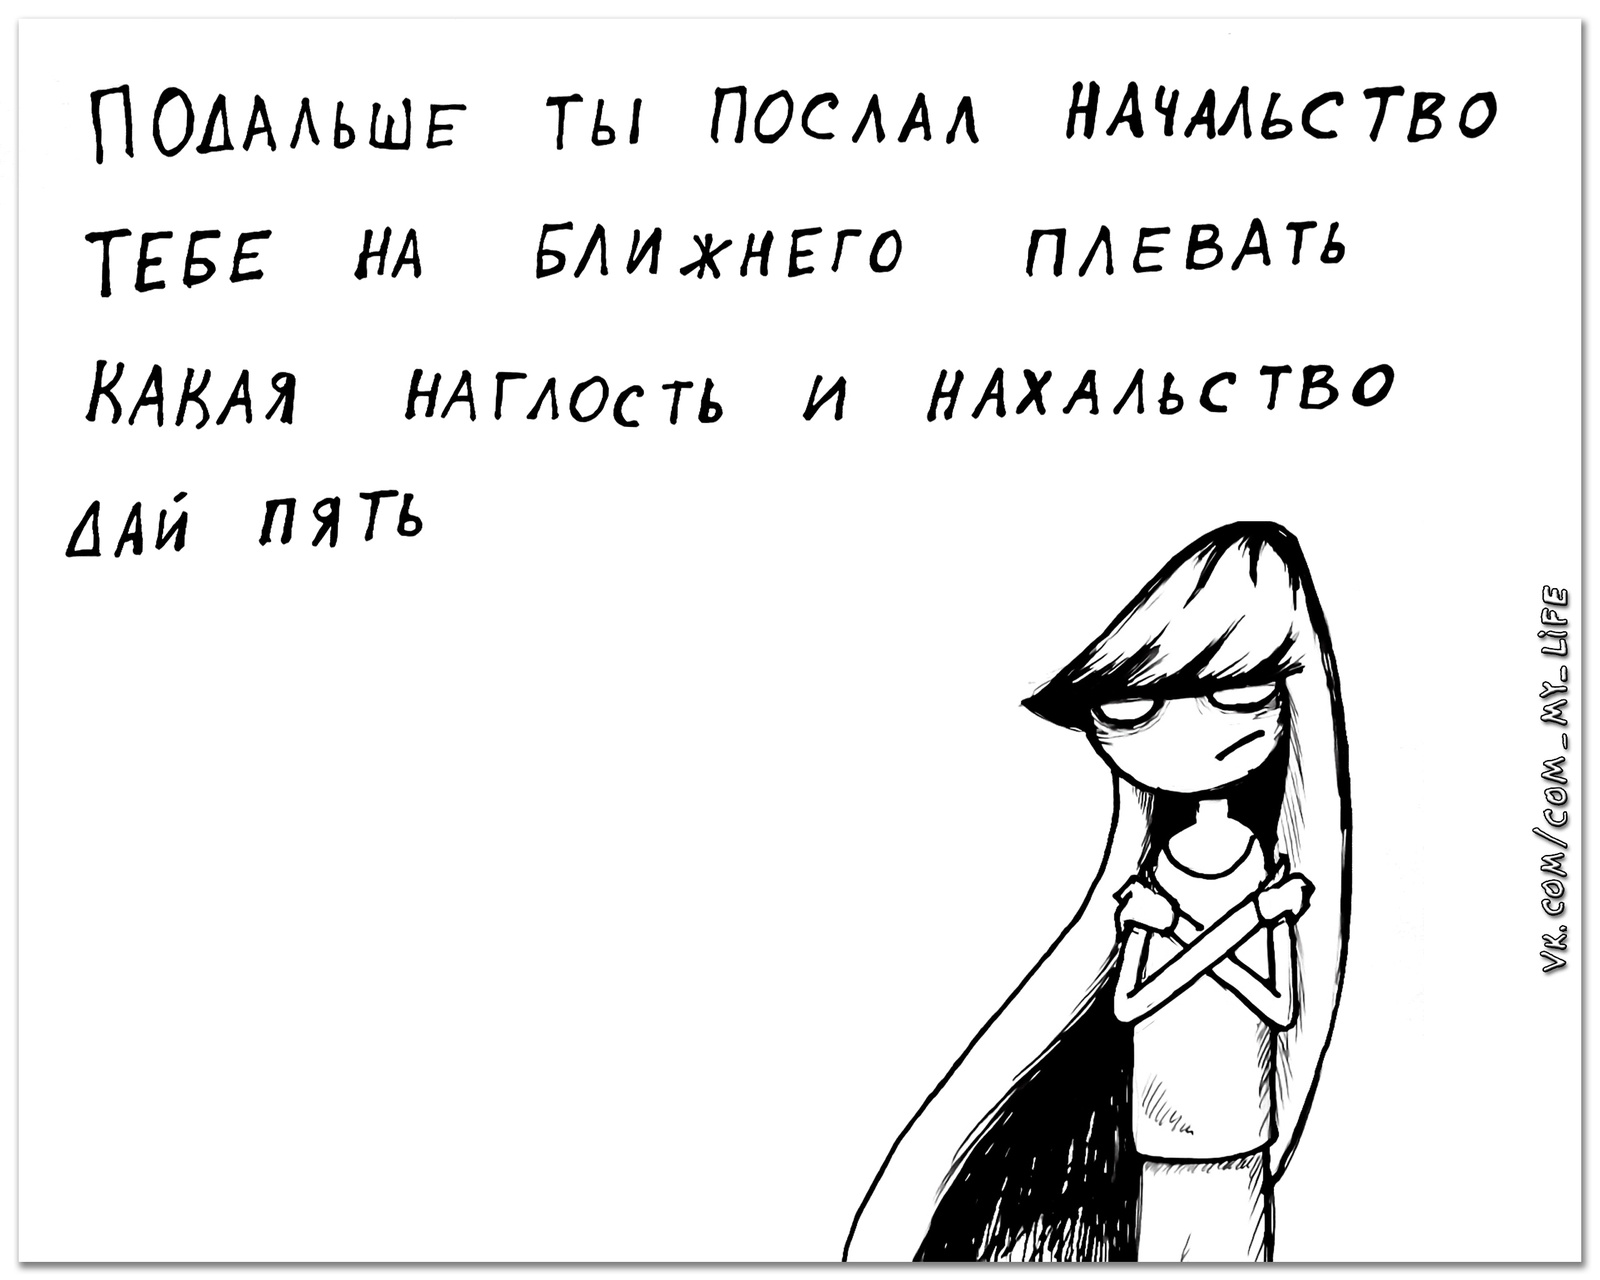 ПОДАЛЬШЕ ТЫ ПОСЛАЛ НАЧАЛЬСТВО
ТЕБЕ НА БЛИЖНЕГО ПЛЕВАТЬ
КАКАЯ НАГЛОСТЬ И НАХАЛЬСТВО
ДАЙ ПЯТЬ
VK.COM/COM_MY_LiFE